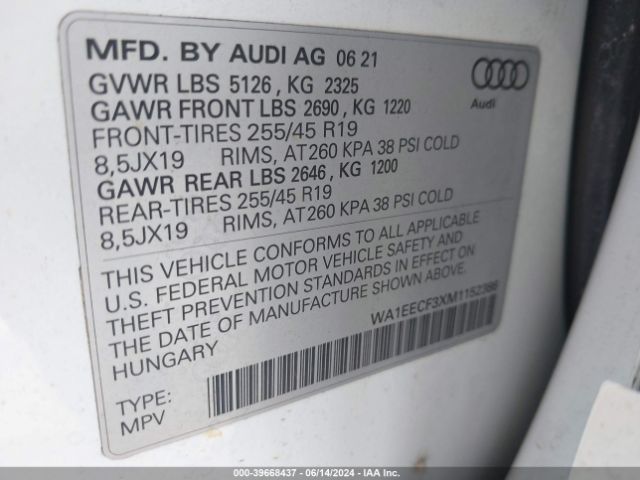 MFD. BY AUDI AG 06 21
GVWR LBS 5126, KG 2325
GAWR FRONT LBS 2690, KG 1220
FRONT-TIRES 255/45 R19
8,5JX19 RIMS, AT260 KPA 38 PSI COLD
GAWR REAR LBS 2646, KG 1200
REAR-TIRES 255/45 R19
8,5JX19 RIMS, AT260 KPA 38 PSI COLD
Audi
THIS VEHICLE CONFORMS TO ALL APPLICABLE
U.S. FEDERAL MOTOR VEHICLE SAFETY AND
THEFT PREVENTION STANDARDS IN EFFECT ON
THE DATE OF MANUFACTURE SHOWN ABOVE.
HUNGARY
WA1EECF3XM1152386
TYPE:
MPV
000-39668437 - 06/14/2024 - IAA Inc.